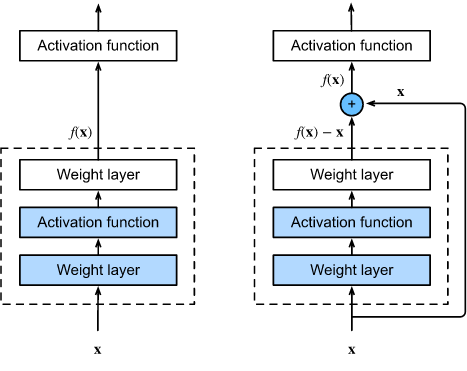 Activation function
f(x)
Weight layer
Activation function
Weight layer
x
Activation function
f(x)
+
x
f(x) − x
Weight layer
Activation function
Weight layer
x